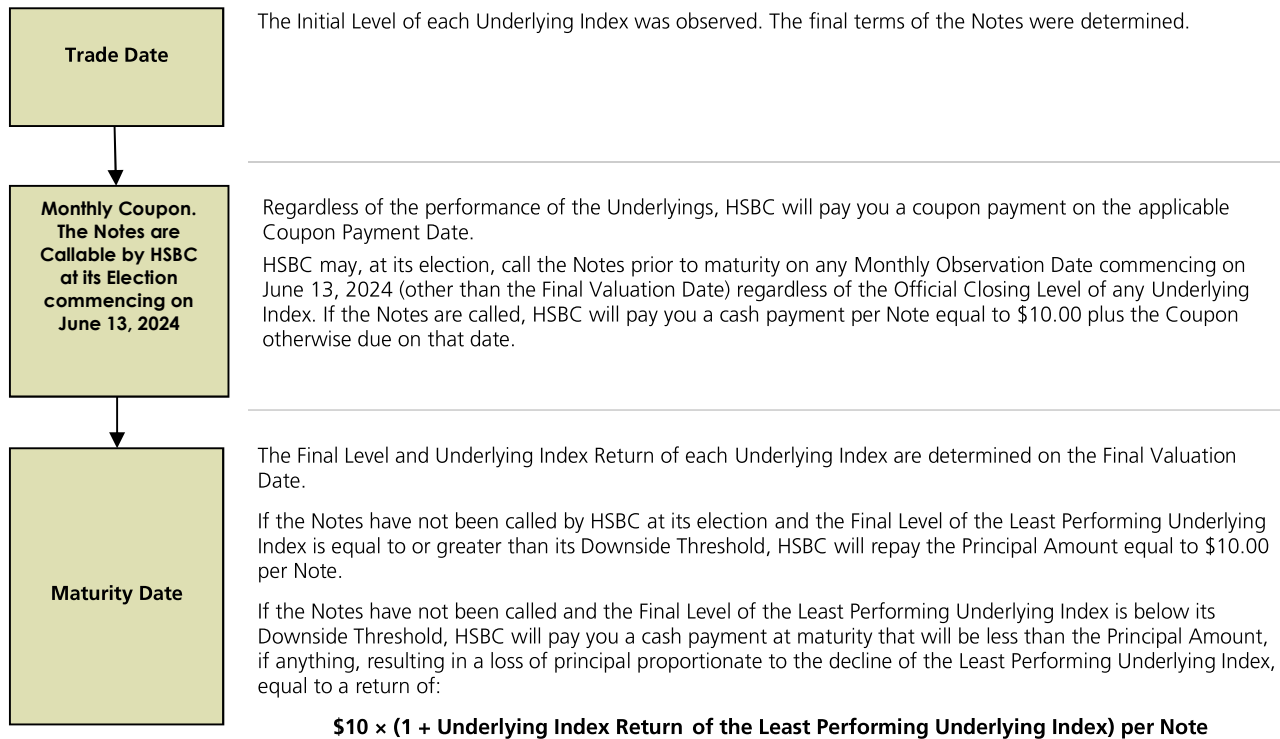 Trade Date
The Initial Level of each Underlying Index was observed. The final terms of the Notes were determined.
Monthly Coupon.
The Notes are
Callable by HSBC
at its Election
commencing on
June 13, 2024
Regardless of the performance of the Underlyings, HSBC will pay you a coupon payment on the applicable
Coupon Payment Date.
HSBC may, at its election, call the Notes prior to maturity on any Monthly Observation Date commencing on
June 13, 2024 (other than the Final Valuation Date) regardless of the Official Closing Level of any Underlying
Index. If the Notes are called, HSBC will pay you a cash payment per Note equal to $10.00 plus the Coupon
otherwise due on that date.
Maturity Date
The Final Level and Underlying Index Return of each Underlying Index are determined on the Final Valuation
Date.
If the Notes have not been called by HSBC at its election and the Final Level of the Least Performing Underlying
Index is equal to or greater than its Downside Threshold, HSBC will repay the Principal Amount equal to $10.00
per Note.
If the Notes have not been called and the Final Level of the Least Performing Underlying Index is below its
Downside Threshold, HSBC will pay you a cash payment at maturity that will be less than the Principal Amount,
if anything, resulting in a loss of principal proportionate to the decline of the Least Performing Underlying Index,
equal to a return of:
$10 × (1 + Underlying Index Return of the Least Performing Underlying Index) per Note